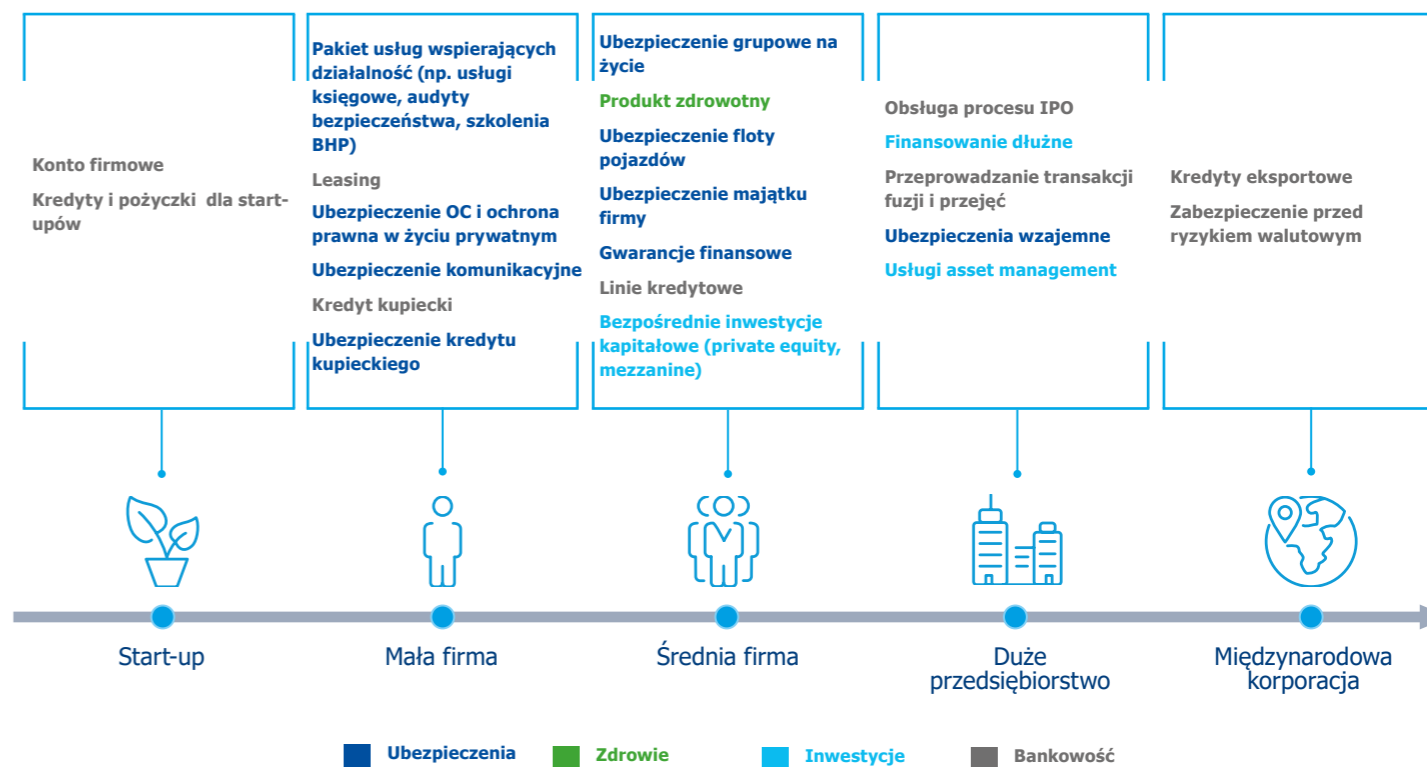 Konto firmowe
Kredyty i pożyczki dla start-
upów
Pakiet usług wspierających
działalność (np. usługi
księgowe, audyty
bezpieczeństwa, szkolenia
BHP)
Leasing
Ubezpieczenie OC i ochrona
prawna w życiu prywatnym
Ubezpieczenie komunikacyjne
Kredyt kupiecki
Ubezpieczenie kredytu
kupieckiego
Ubezpieczenie grupowe na
życie
Produkt zdrowotny
Ubezpieczenie floty
pojazdów
Ubezpieczenie majątku
firmy
Gwarancje finansowe
Linie kredytowe
Bezpośrednie inwestycje
kapitałowe (private equity,
mezzanine)
Obsługa procesu IPO
Finansowanie dłużne
Przeprowadzanie transakcji
fuzji i przejęć
Ubezpieczenia wzajemne
Usługi asset management
Kredyty eksportowe
Zabezpieczenie przed
ryzykiem walutowym
Start-up
Mała firma
Średnia firma
Duże
przedsiębiorstwo
Międzynarodowa
korporacja
Ubezpieczenia
Zdrowie
Inwestycje
Bankowość